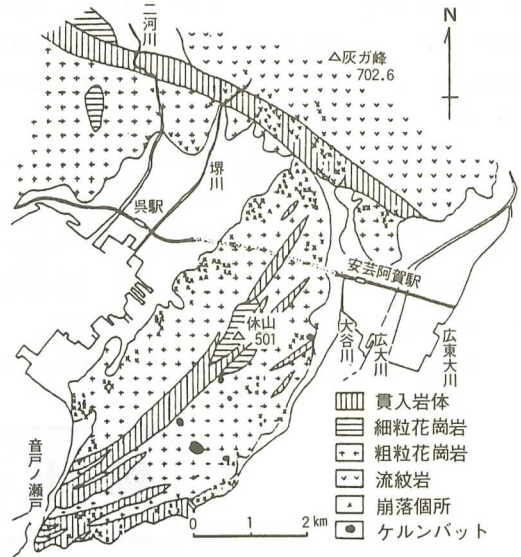 二河川
N
△灰ガ峰
702.6
堺川
呉駅
安芸阿賀駅
休山
△501
大谷川
広大川
広東大川
音戸ノ瀬戸
貫入岩体
細粒花崗岩
粗粒花崗岩
流紋岩
崩落個所
ケルンバット
0 1 2 km